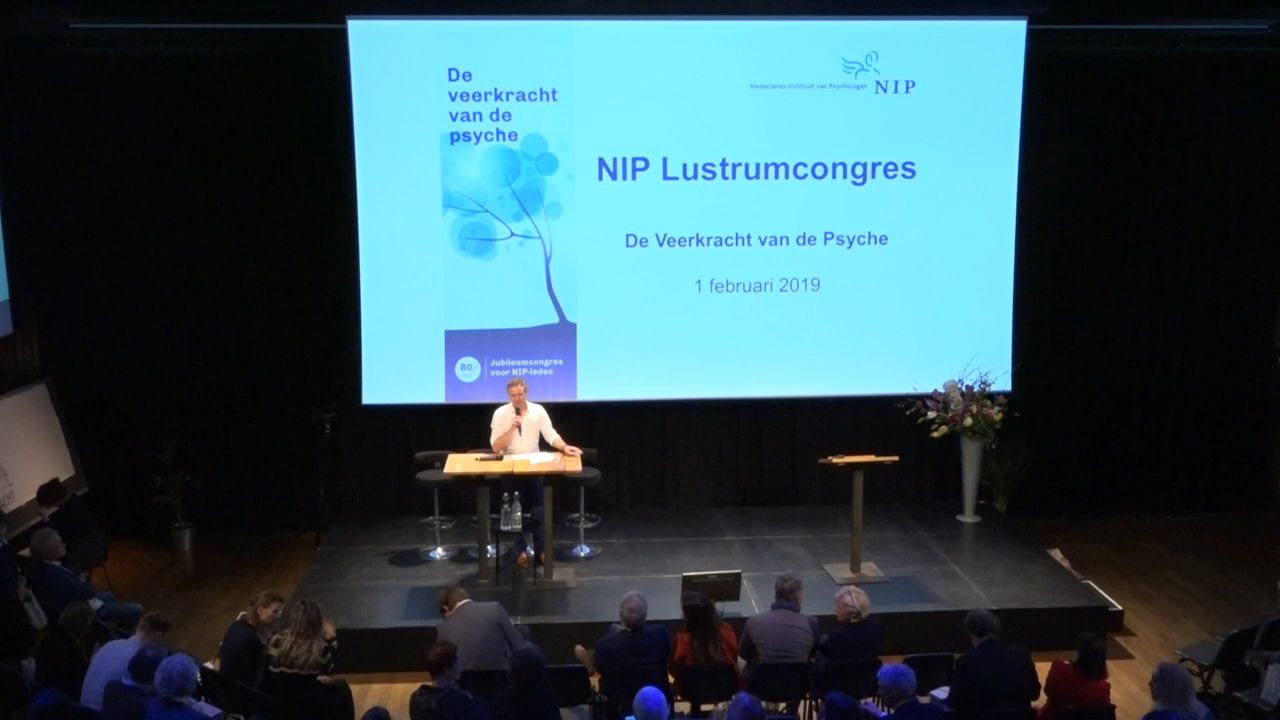 De
veerkracht
van de
psyche
Nederlands Instituut van Psychologen NIP
NIP Lustrumcongres
De Veerkracht van de Psyche
1 februari 2019
80
Jubileumcongres
voor NIP-leden